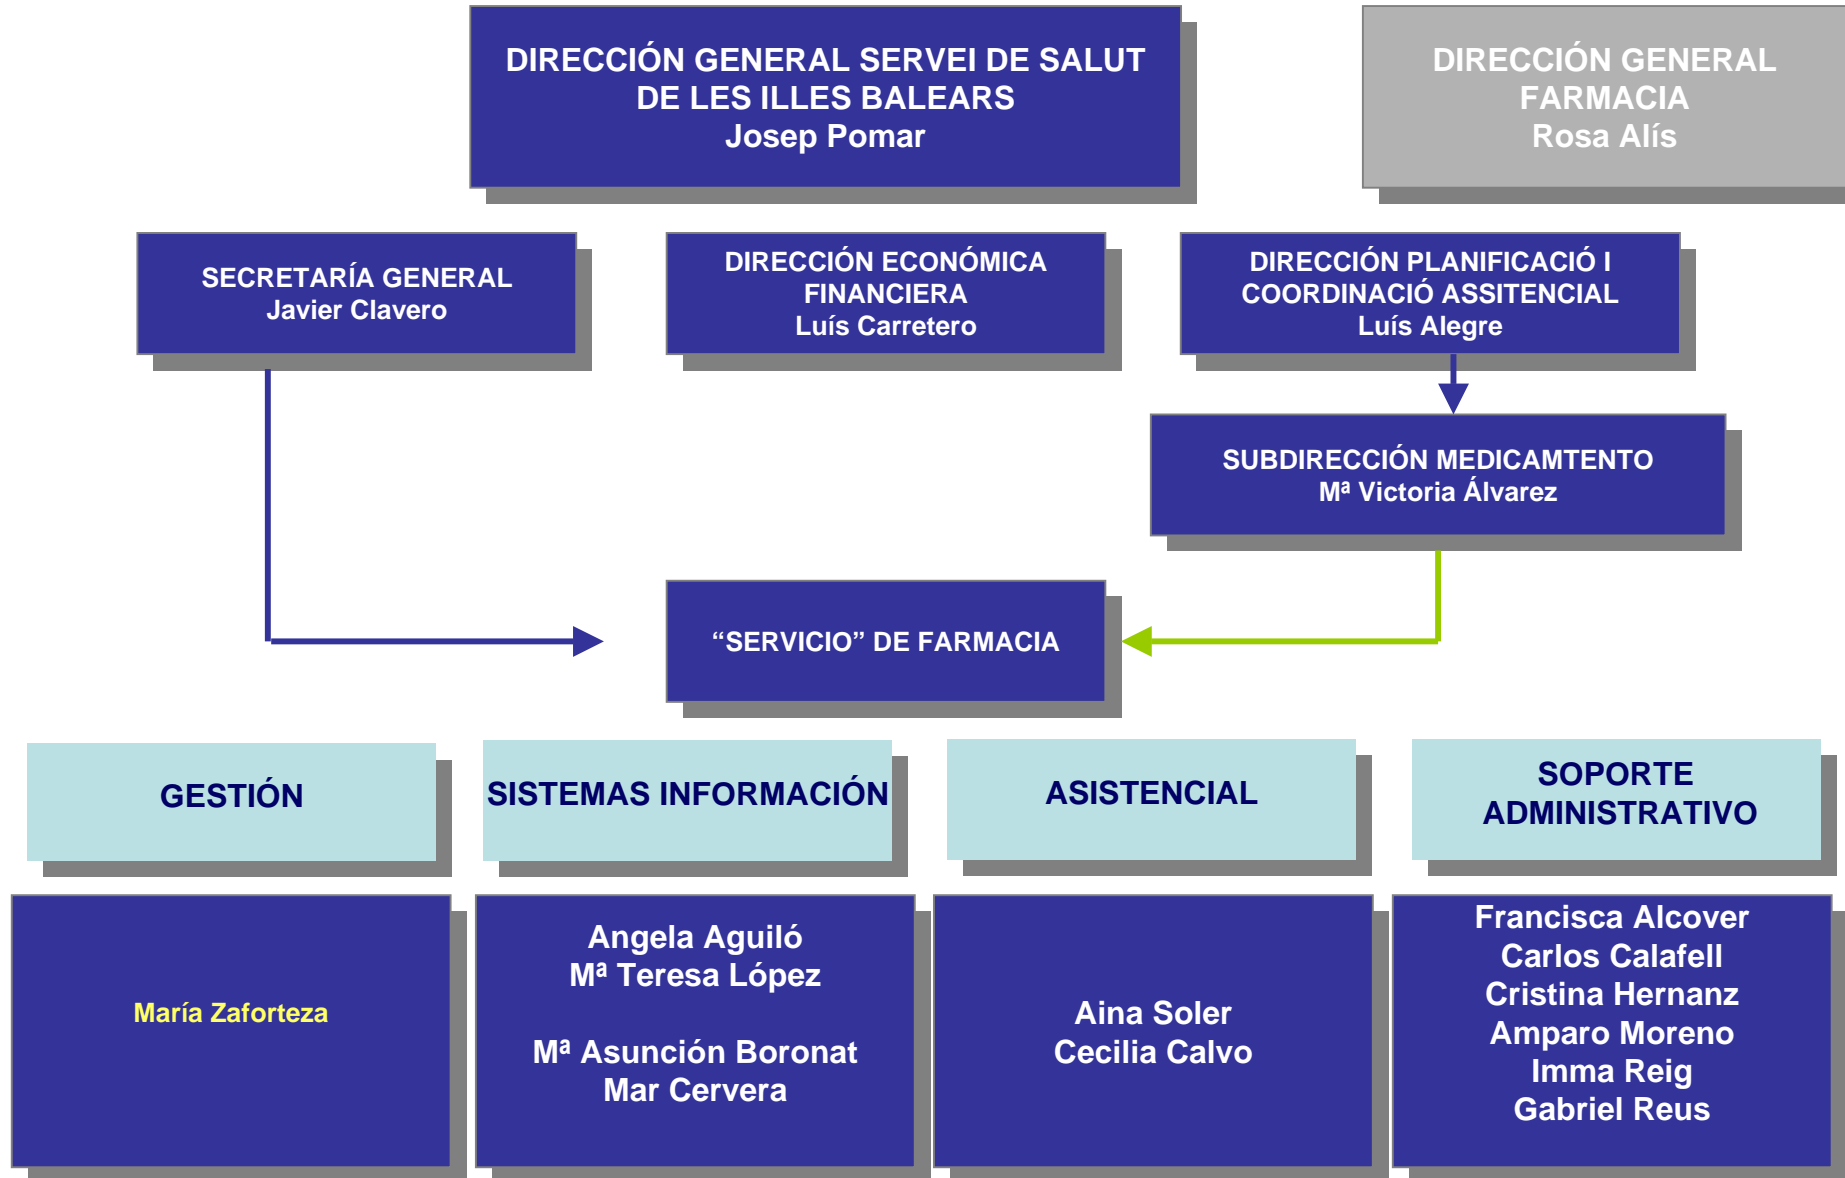 DIRECCIÓN GENERAL SERVEI DE SALUT
DE LES ILLES BALEARS
Josep Pomar
DIRECCIÓN GENERAL
FARMACIA
Rosa Alís
SECRETARÍA GENERAL
Javier Clavero
DIRECCIÓN ECONÓMICA
FINANCIERA
Luís Carretero
DIRECCIÓN PLANIFICACIÓ I
COORDINACIÓ ASSITENCIAL
Luís Alegre
SUBDIRECCIÓN MEDICAMTENTO
Mª Victoria Álvarez
“SERVICIO” DE FARMACIA
GESTIÓN
SISTEMAS INFORMACIÓN
ASISTENCIAL
SOPORTE
ADMINISTRATIVO
María Zaforteza
Angela Aguiló
Mª Teresa López
Mª Asunción Boronat
Mar Cervera
Aina Soler
Cecilia Calvo
Francisca Alcover
Carlos Calafell
Cristina Hernanz
Amparo Moreno
Imma Reig
Gabriel Reus